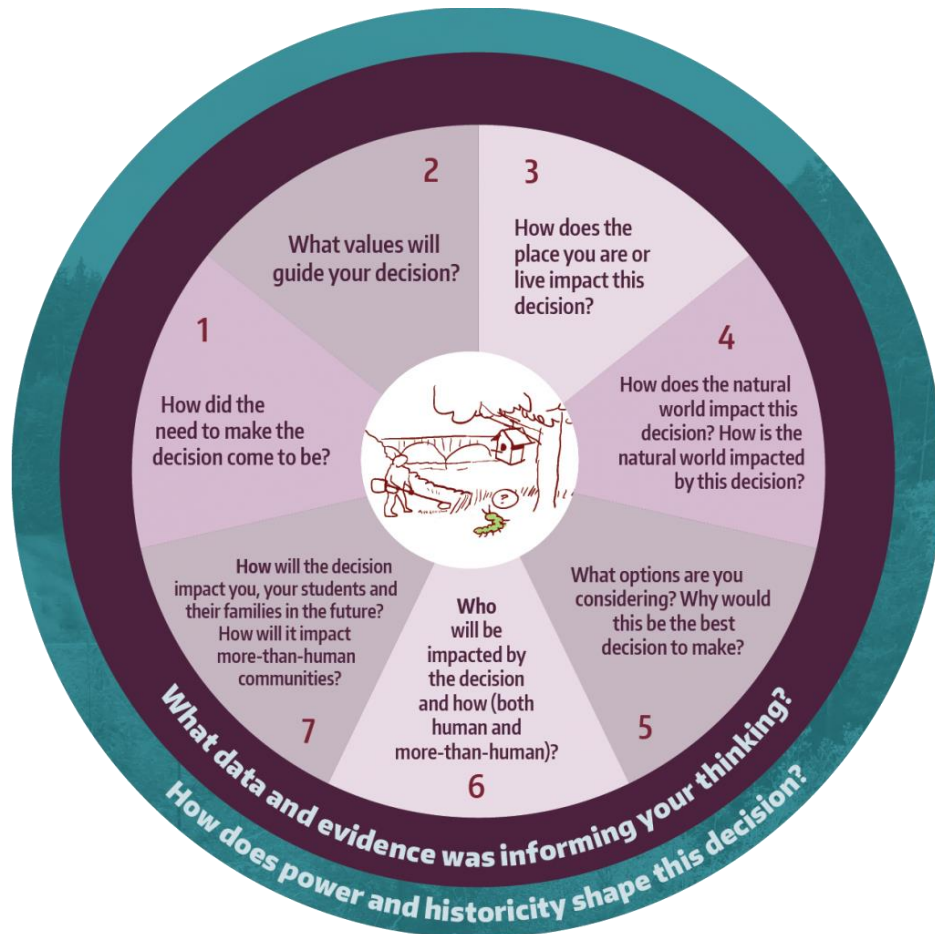 1
How did the
need to make the
decision come to be?
2
What values will
guide your decision?
3
How does the
place you are or
live impact this
decision?
4
How does the natural
world impact this
decision? How is the
natural world impacted
by this decision?
What options are you
considering? Why would
this be the best
decision to make?
5
Who
will be
impacted by
the decision
and how (both
human and
more-than-human)?
6
How will the decision
impact you, your students and
their families in the future?
How will it impact
more-than-human
communities?
7
?
What data and evidence was informing your thinking?
How does power and historicity shape this decision?